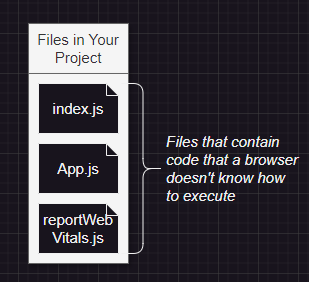 Files in Your
Project
index.js
App.js
reportWeb
Vitals.js
Files that contain
code that a browser
doesn't know how
to execute